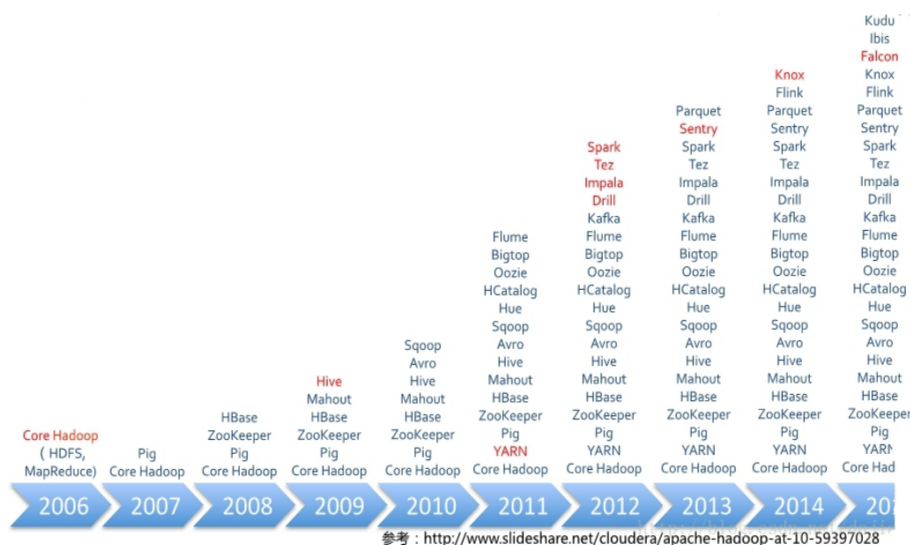 Core Hadoop
( HDFS,
MapReduce)
2006
Pig
Core Hadoop
2007
HBase
ZooKeeper
Pig
Core Hadoop
2008
Hive
Mahout
HBase
ZooKeeper
Pig
Core Hadoop
2009
Sqoop
Avro
Hive
Mahout
HBase
ZooKeeper
Pig
Core Hadoop
2010
Flume
Bigtop
Oozie
HCatalog
Hue
Sqoop
Avro
Hive
Mahout
HBase
ZooKeeper
Pig
YARN
Core Hadoop
2011
Spark
Tez
Impala
Drill
Kafka
Flume
Bigtop
Oozie
HCatalog
Hue
Sqoop
Avro
Hive
Mahout
HBase
ZooKeeper
Pig
YARN
Core Hadoop
2012
Parquet
Sentry
Spark
Tez
Impala
Drill
Kafka
Flume
Bigtop
Oozie
HCatalog
Hue
Sqoop
Avro
Hive
Mahout
HBase
ZooKeeper
Pig
YARN
Core Hadoop
2013
Knox
Flink
Parquet
Sentry
Spark
Tez
Impala
Drill
Kafka
Flume
Bigtop
Oozie
HCatalog
Hue
Sqoop
Avro
Hive
Mahout
HBase
ZooKeeper
Pig
YARN
Core Hadoop
2014
Kudu
Ibis
Falcon
Knox
Flink
Parquet
Sentry
Spark
Tez
Impala
Drill
Kafka
Flume
Bigtop
Oozie
HCatalog
Hue
Sqoop
Avro
Hive
Mahout
HBase
ZooKeeper
Pig
YARN
Core Had
参考：http://www.slideshare.net/cloudera/apache-hadoop-at-10-59397028